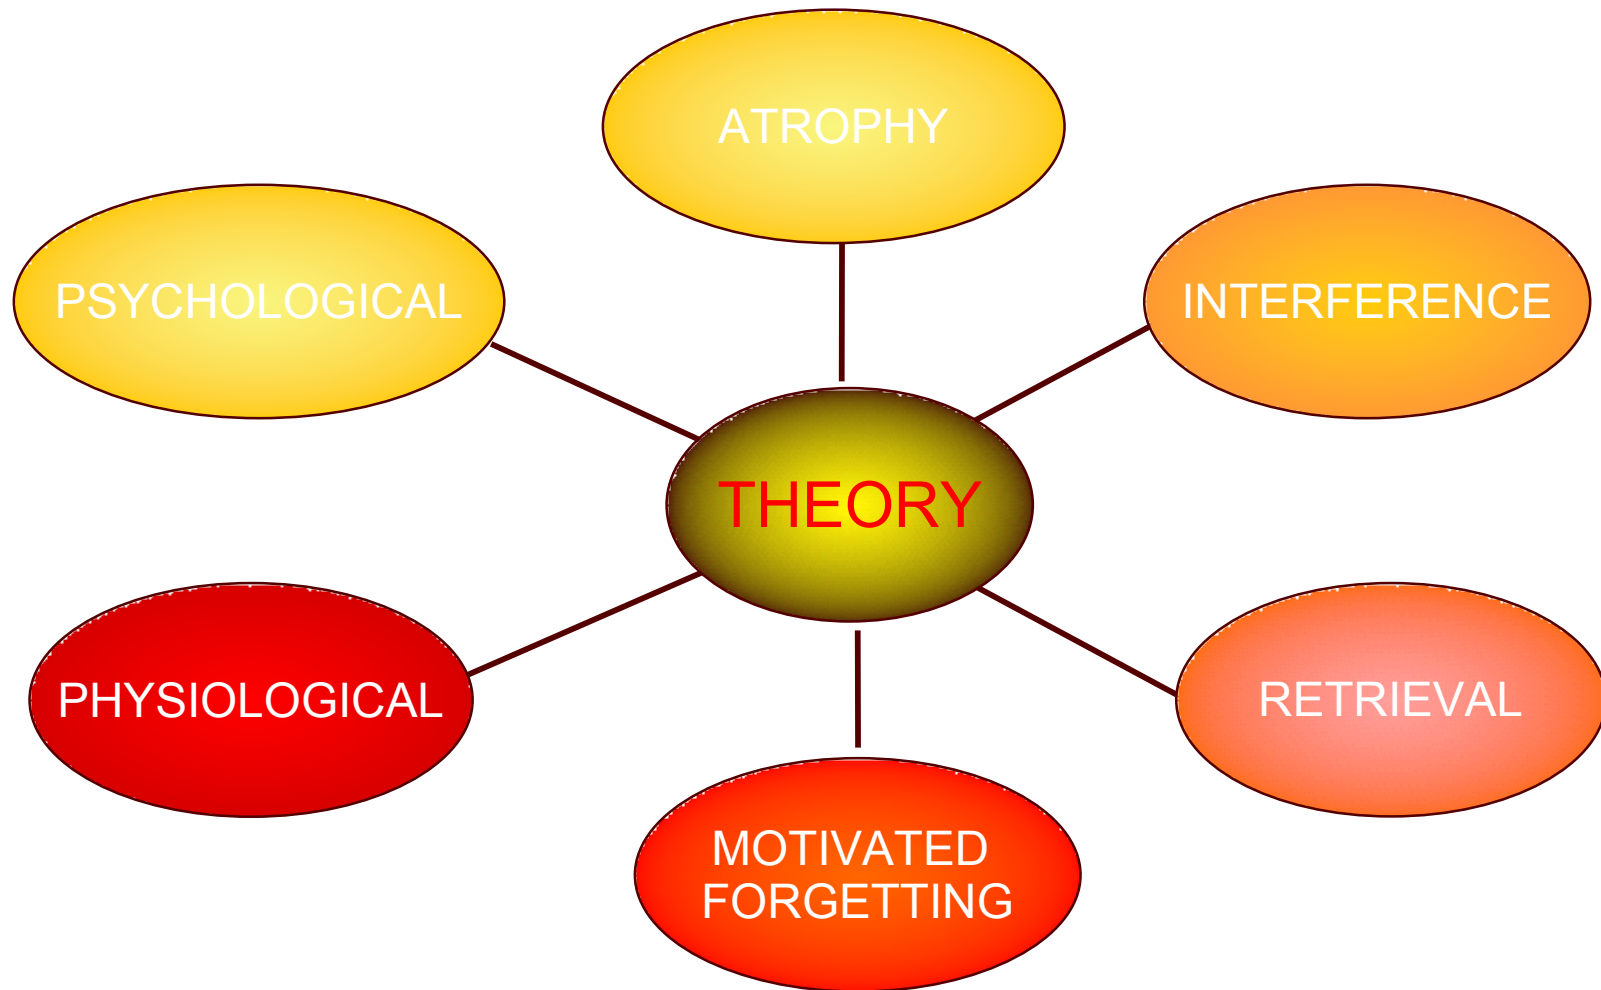 ATROPHY
PSYCHOLOGICAL
INTERFERENCE
THEORY
PHYSIOLOGICAL
RETRIEVAL
MOTIVATED
FORGETTING